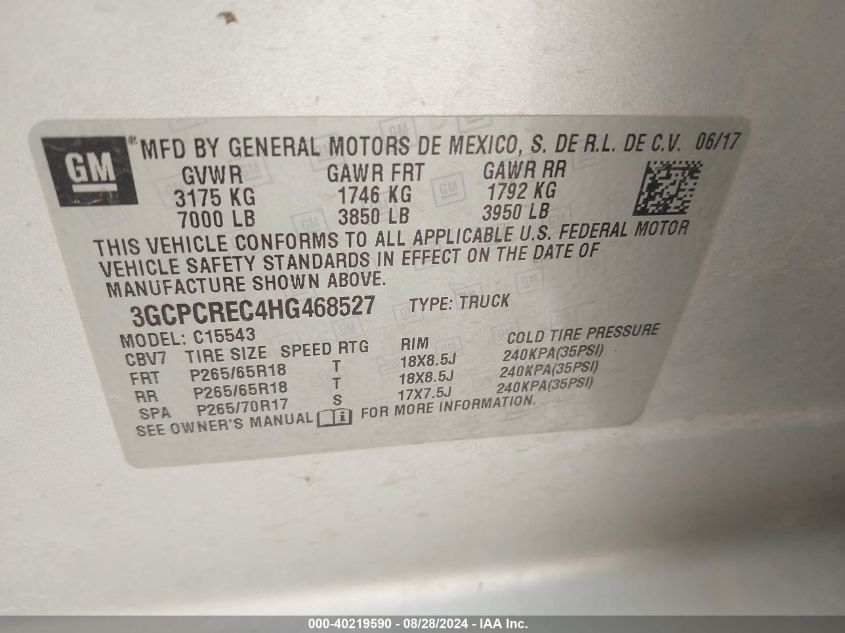 GM
® MFD BY GENERAL MOTORS DE MEXICO, S. DE R.L. DE C.V. 06/17
GVWR GAWR FRT GAWR RR
3175 KG 1746 KG 1792 KG
7000 LB 3850 LB 3950 LB
THIS VEHICLE CONFORMS TO ALL APPLICABLE U.S. FEDERAL MOTOR
VEHICLE SAFETY STANDARDS IN EFFECT ON THE DATE OF
MANUFACTURE SHOWN ABOVE.
3GCPCREC4HG468527 TYPE: TRUCK
MODEL: C15543
CBV7 TIRE SIZE SPEED RTG RIM COLD TIRE PRESSURE
FRT P265/65R18 T 18X8.5J 240KPA(35PSI)
RR P265/65R18 T 18X8.5J 240KPA(35PSI)
SPA P265/70R17 S 17X7.5J 240KPA(35PSI)
SEE OWNER'S MANUAL FOR MORE INFORMATION.
000-40219590 - 08/28/2024 - IAA Inc.